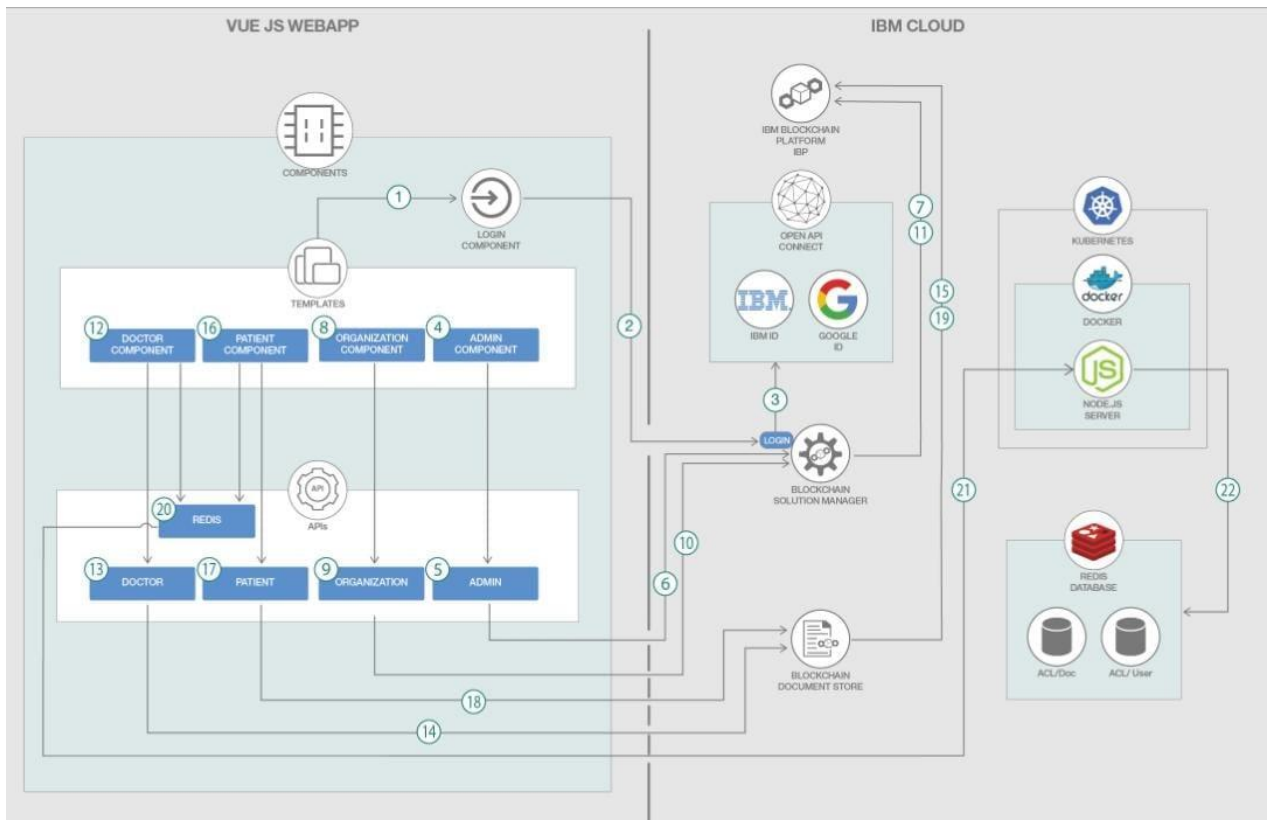 VUE JS WEBAPP
IBM CLOUD
COMPONENTS
1
LOGIN
COMPONENT
TEMPLATES
12
DOCTOR
COMPONENT
16
PATIENT
COMPONENT
8
ORGANIZATION
COMPONENT
4
ADMIN
COMPONENT
2
API
APIs
20
REDIS
13
DOCTOR
17
PATIENT
9
ORGANIZATION
5
ADMIN
6
10
18
14
IBM BLOCKCHAIN
PLATFORM
IBP
OPEN API
CONNECT
IBM
IBM ID
G
GOOGLE
ID
7
11
15
19
3
LOGIN
BLOCKCHAIN
SOLUTION MANAGER
BLOCKCHAIN
DOCUMENT STORE
KUBERNETES
docker
DOCKER
JS
NODE.JS
SERVER
21
22
REDIS
DATABASE
ACL/Doc
ACL/ User